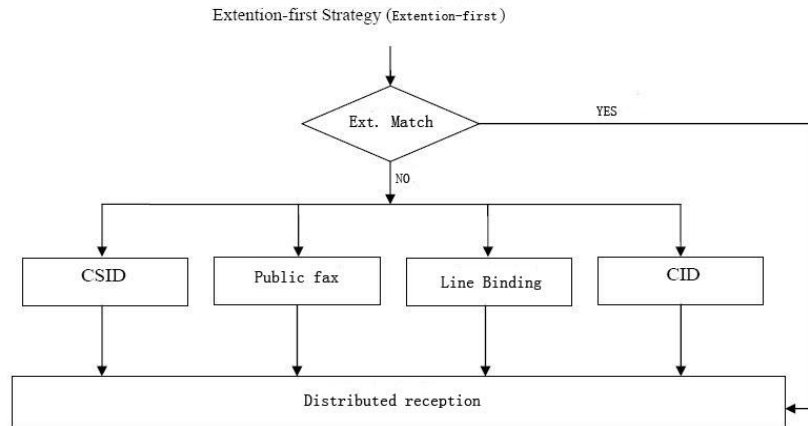 Extention-first Strategy (Extention-first)
Ext. Match
YES
NO
CSID
Public fax
Line Binding
CID
Distributed reception